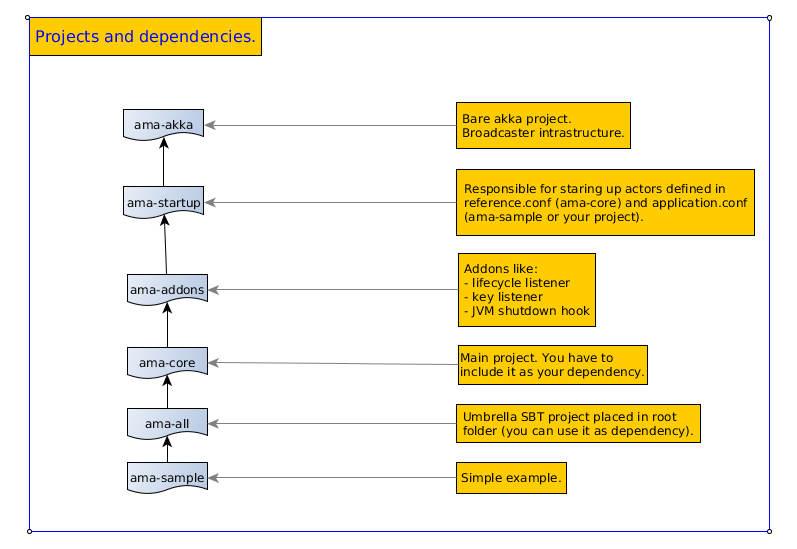 Projects and dependencies.
ama-akka
Bare akka project.
Broadcaster intrastructure.
ama-startup
Responsible for staring up actors defined in
reference.conf (ama-core) and application.conf
(ama-sample or your project).
ama-addons
Addons like:
- lifecycle listener
- key listener
- JVM shutdown hook
ama-core
Main project. You have to
include it as your dependency.
ama-all
Umbrella SBT project placed in root
folder (you can use it as dependency).
ama-sample
Simple example.